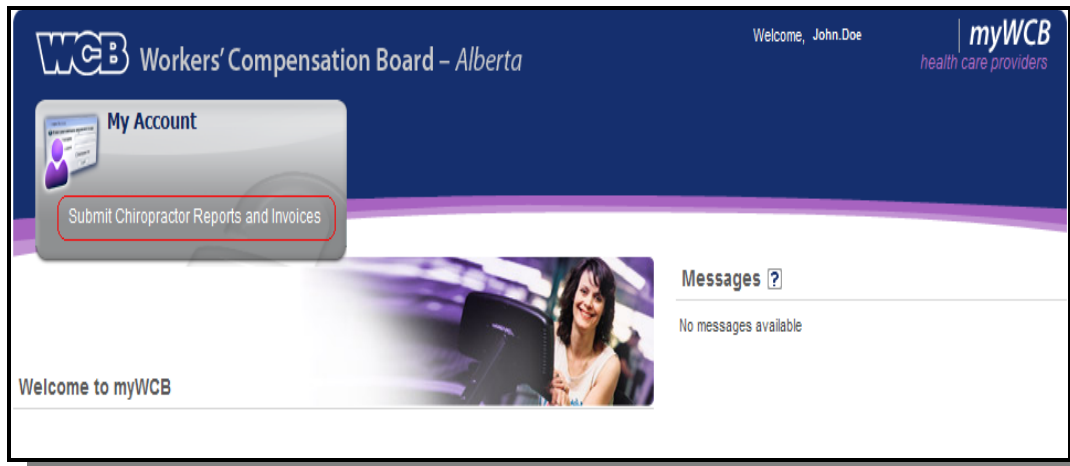 WCB Workers' Compensation Board – Alberta
Welcome, John.Doe
myWCB
health care providers
My Account
Submit Chiropractor Reports and Invoices
Messages ?
No messages available
Welcome to myWCB